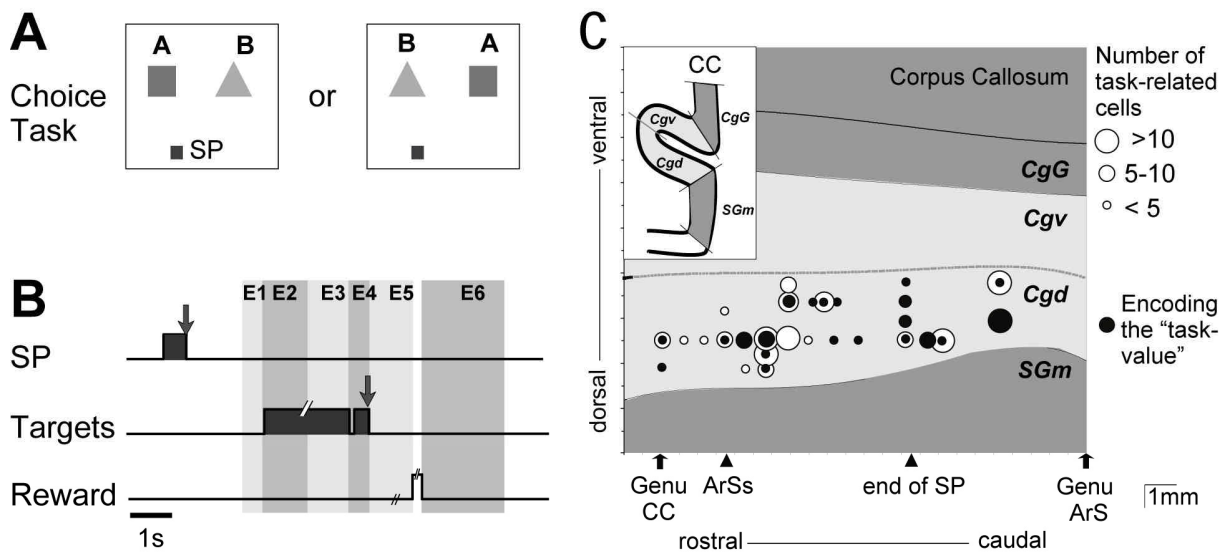 A
Choice
Task
A
B
SP
or
B
A
B
E1 E2 E3 E4 E5 E6
SP
Targets
Reward
1s
C
ventral
dorsal
CC
Cgv
CgG
Cgd
SGm
Corpus Callosum
CgG
Cgv
Cgd
SGm
Genu
CC
ArSs
end of SP
Genu
ArS
rostral
caudal
1mm
Number of
task-related
cells
>10
5-10
< 5
Encoding
the "task-
value"